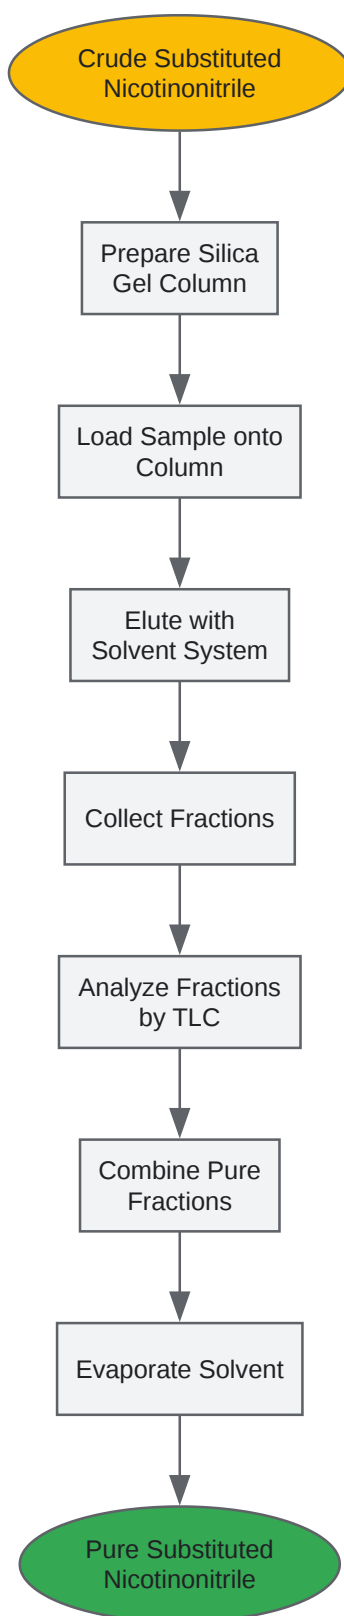 Crude Substituted
Nicotinonitrile
Prepare Silica
Gel Column
Load Sample onto
Column
Elute with
Solvent System
Collect Fractions
Analyze Fractions
by TLC
Combine Pure
Fractions
Evaporate Solvent
Pure Substituted
Nicotinonitrile